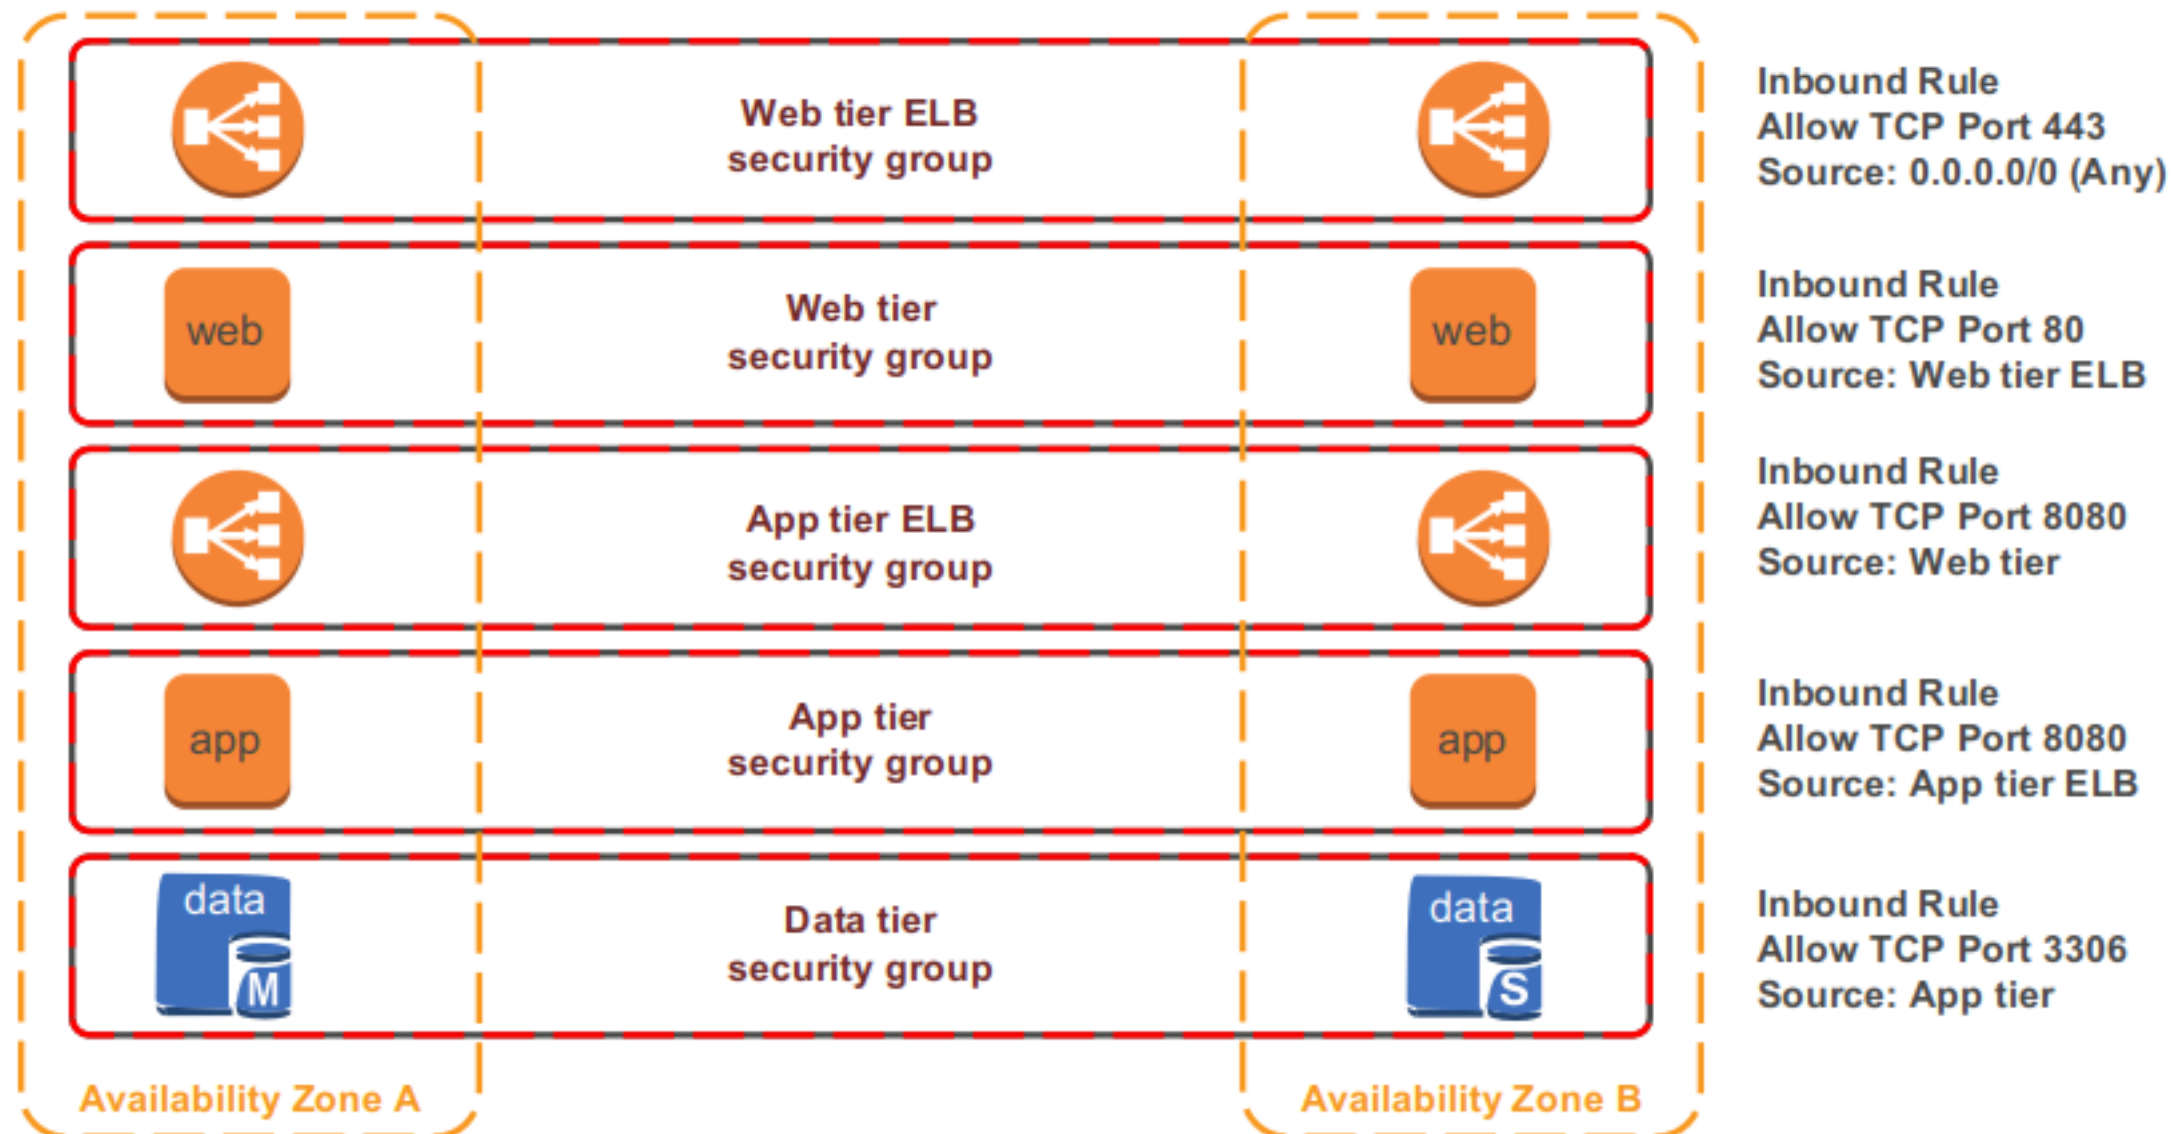 Web tier ELB
security group
Inbound Rule
Allow TCP Port 443
Source: 0.0.0.0/0 (Any)
web
Web tier
security group
web
Inbound Rule
Allow TCP Port 80
Source: Web tier ELB
App tier ELB
security group
Inbound Rule
Allow TCP Port 8080
Source: Web tier
app
App tier
security group
app
Inbound Rule
Allow TCP Port 8080
Source: App tier ELB
data
M
Data tier
security group
data
S
Inbound Rule
Allow TCP Port 3306
Source: App tier
Availability Zone A
Availability Zone B